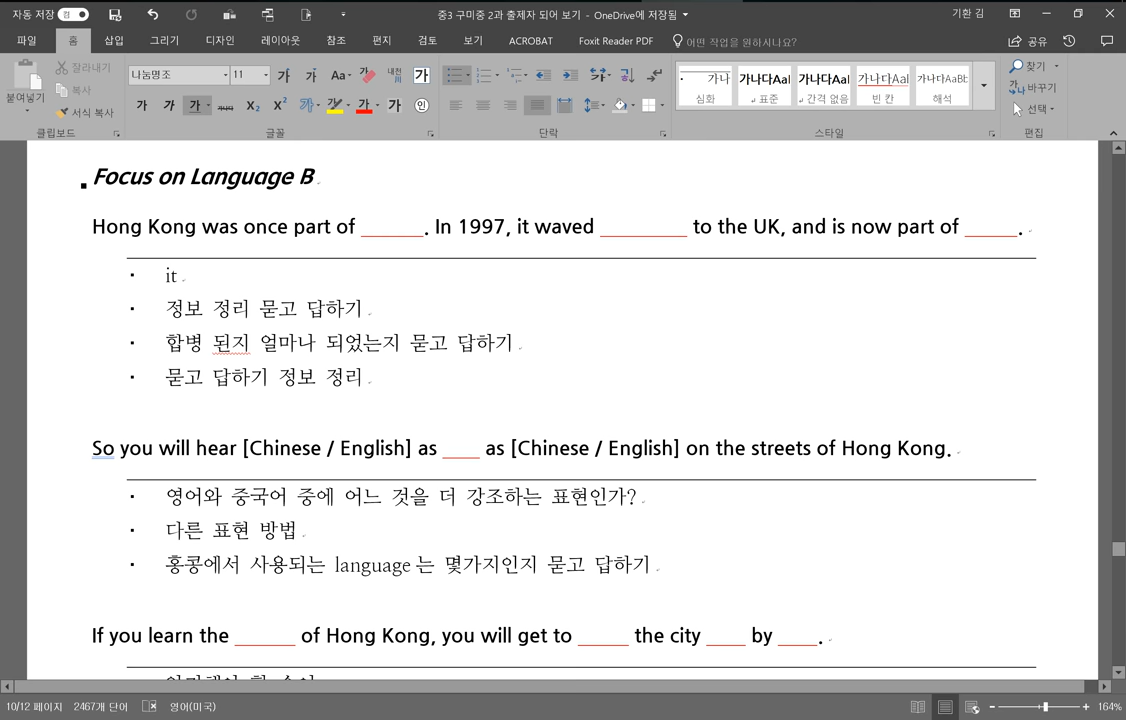 자동 저장 켬 중3 구미중 2과 출제자 되어 보기 - OneDrive에 저장됨 기환 김
파일 홈 삽입 그리기 디자인 레이아웃 참조 편지 검토 보기 ACROBAT Foxit Reader PDF 어떤 작업을 원하시나요? 공유
붙여넣기 잘라내기 복사 서식 복사
나눔명조 11
가나 가나다AaI 가나다AaI 가나다AaI 가나다AaBb
심화 표준 간격 없음 빈 칸 해석
찾기 바꾸기 선택
클립보드 글꼴 단락 스타일 편집
Focus on Language B
Hong Kong was once part of ______. In 1997, it waved ________ to the UK, and is now part of _____.
· it
· 정보 정리 묻고 답하기
· 합병 된지 얼마나 되었는지 묻고 답하기
· 묻고 답하기 정보 정리
So you will hear [Chinese / English] as ____ as [Chinese / English] on the streets of Hong Kong.
· 영어와 중국어 중에 어느 것을 더 강조하는 표현인가?
· 다른 표현 방법
· 홍콩에서 사용되는 language는 몇가지인지 묻고 답하기
If you learn the ______ of Hong Kong, you will get to _____ the city ____ by ____.
10/12 페이지 2467개 단어 영어(미국) 164%